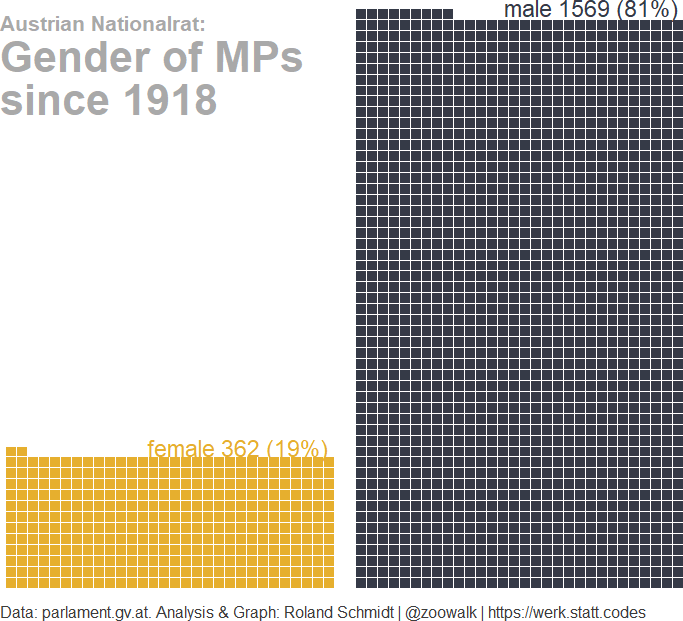 Austrian Nationalrat:
Gender of MPs
since 1918
male 1569 (81%)
female 362 (19%)
Data: parlament.gv.at. Analysis & Graph: Roland Schmidt | @zoowalk | https://werk.statt.codes